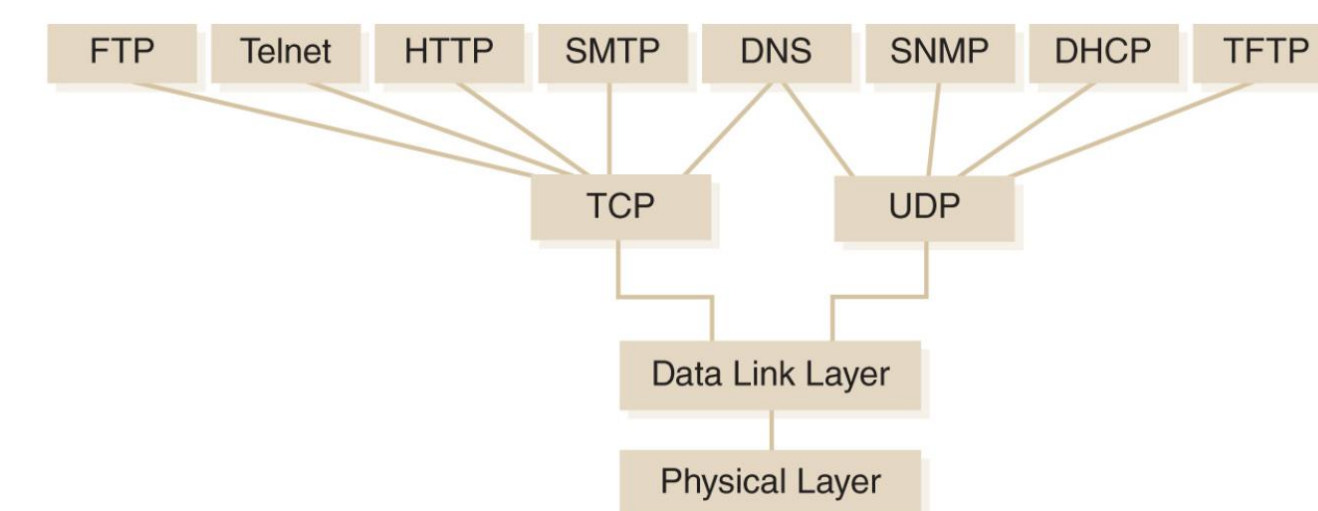 FTP
Telnet
HTTP
SMTP
DNS
SNMP
DHCP
TFTP
TCP
UDP
Data Link Layer
Physical Layer